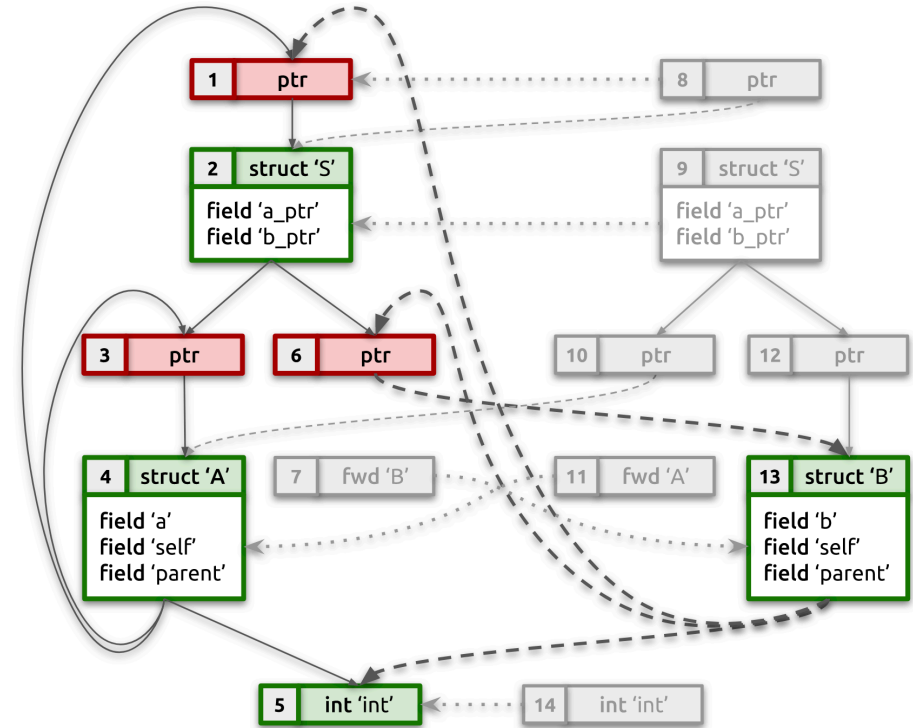 1 ptr
8 ptr
2 struct ‘S’
field ‘a_ptr’
field ‘b_ptr’
9 struct ‘S’
field ‘a_ptr’
field ‘b_ptr’
3 ptr
6 ptr
10 ptr
12 ptr
4 struct ‘A’
field ‘a’
field ‘self’
field ‘parent’
7 fwd ‘B’
11 fwd ‘A’
13 struct ‘B’
field ‘b’
field ‘self’
field ‘parent’
5 int ‘int’
14 int ‘int’